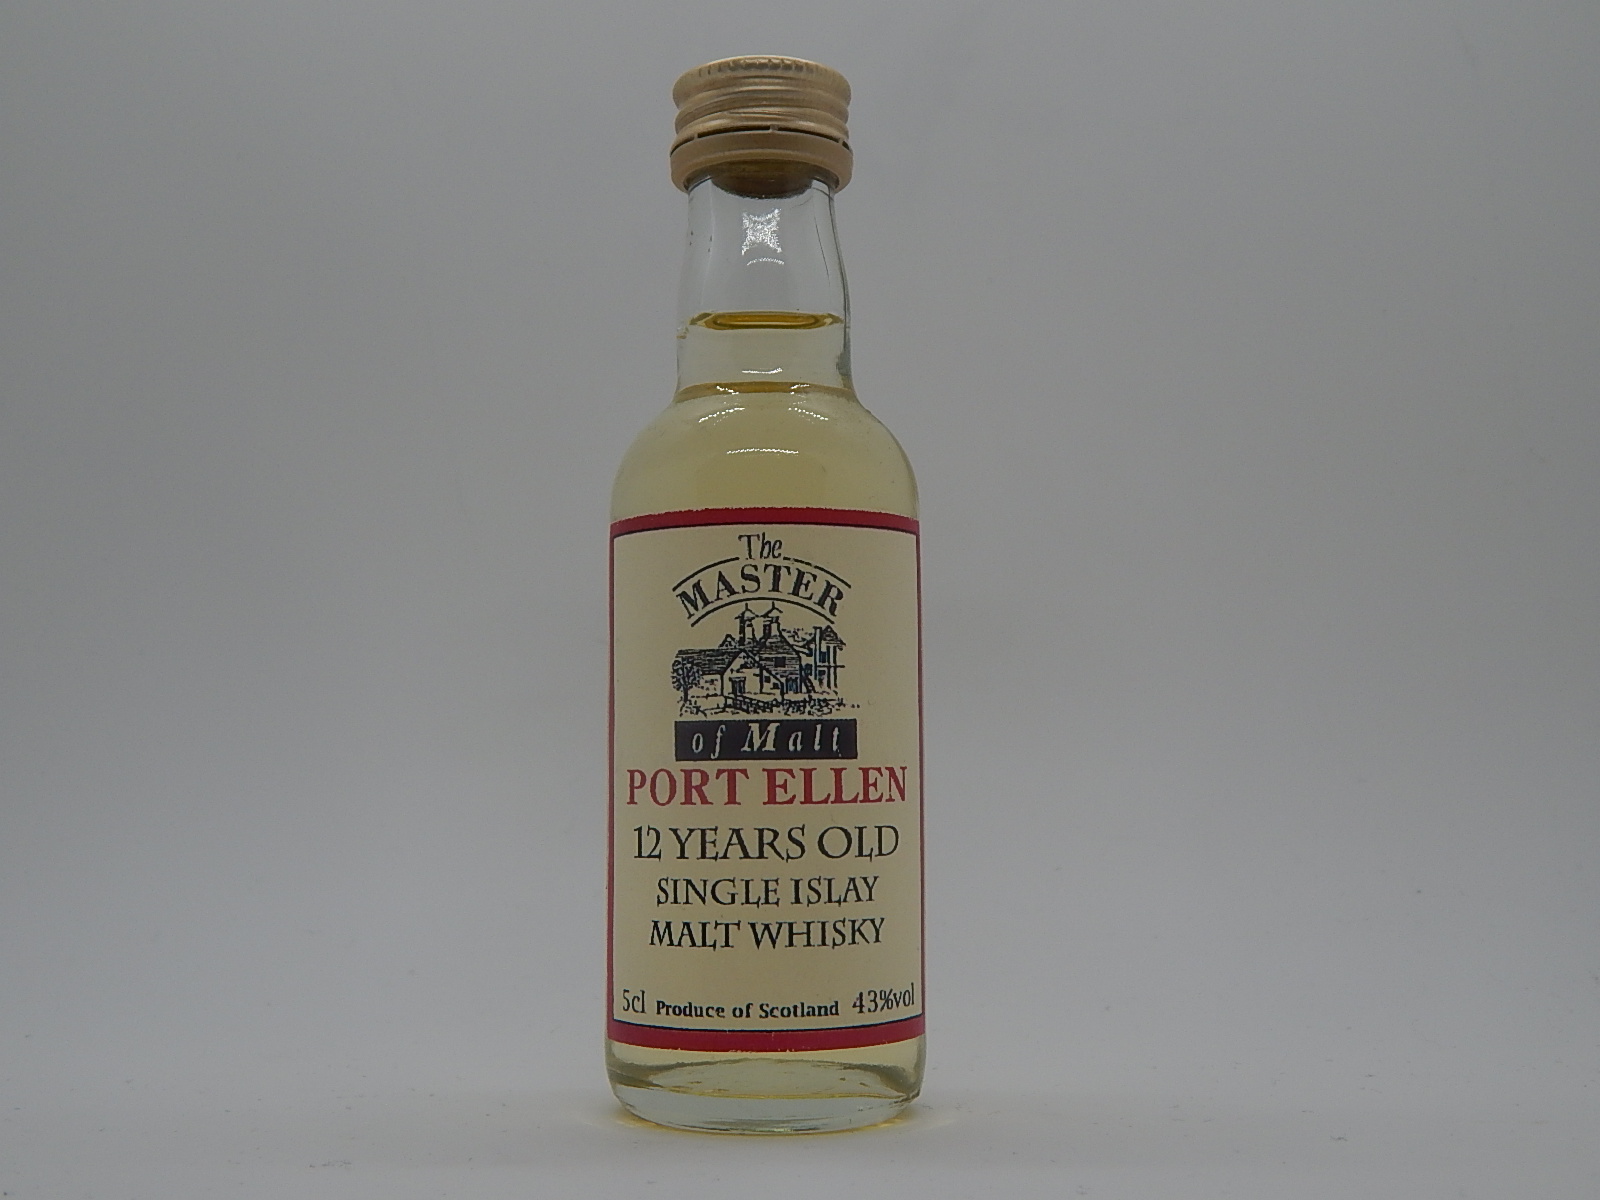 The
MASTER
of Malt
PORT ELLEN
12 YEARS OLD
SINGLE ISLAY
MALT WHISKY
5cl Produce of Scotland 43%vol